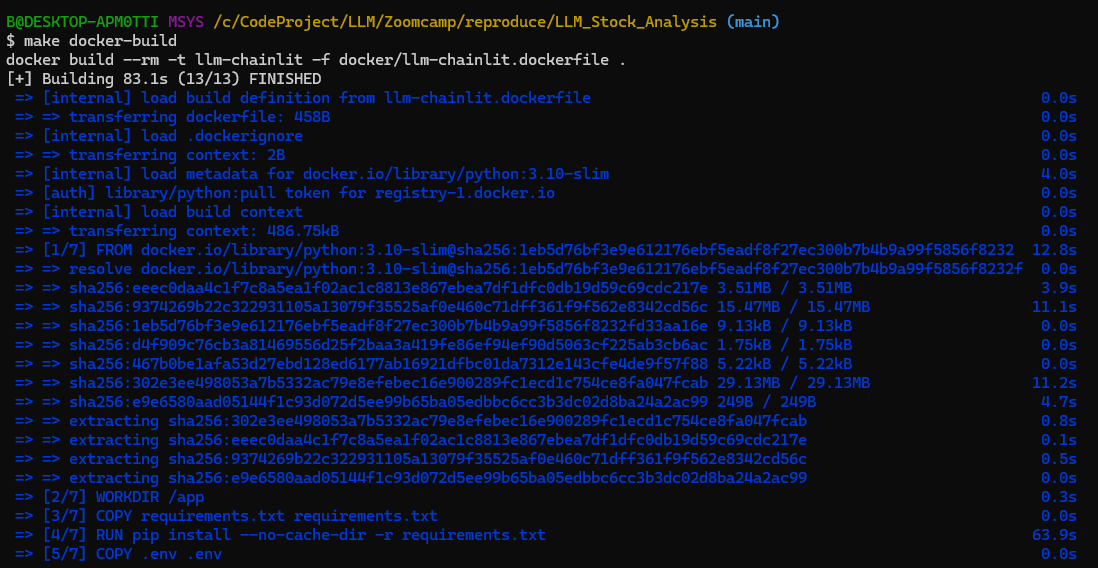 B@DESKTOP-APM0TTI MSYS /c/CodeProject/LLM/Zoomcamp/reproduce/LLM_Stock_Analysis (main)
$ make docker-build
docker build --rm -t llm-chainlit -f docker/llm-chainlit.dockerfile .
[+] Building 83.1s (13/13) FINISHED
=> [internal] load build definition from llm-chainlit.dockerfile 0.0s
=> => transferring dockerfile: 458B 0.0s
=> [internal] load .dockerignore 0.0s
=> => transferring context: 2B 0.0s
=> [internal] load metadata for docker.io/library/python:3.10-slim 4.0s
=> [auth] library/python:pull token for registry-1.docker.io 0.0s
=> [internal] load build context 0.0s
=> => transferring context: 486.75kB 0.0s
=> [1/7] FROM docker.io/library/python:3.10-slim@sha256:1eb5d76bf3e9e612176ebf5eadf8f27ec300b7b4b9a99f5856f8232 12.8s
=> => resolve docker.io/library/python:3.10-slim@sha256:1eb5d76bf3e9e612176ebf5eadf8f27ec300b7b4b9a99f5856f8232f 0.0s
=> => sha256:eeec0daa4c1f7c8a5ea1f02ac1c8813e867ebea7df1dfc0db19d59c69cdc217e 3.51MB / 3.51MB 3.9s
=> => sha256:9374269b22c322931105a13079f35525af0e460c71dff361f9f562e8342cd56c 15.47MB / 15.47MB 11.1s
=> => sha256:1eb5d76bf3e9e612176ebf5eadf8f27ec300b7b4b9a99f5856f8232fd33aa16e 9.13kB / 9.13kB 0.0s
=> => sha256:d4f909c76cb3a81469556d25f2baa3a419fe86ef94ef90d5063cf225ab3cb6ac 1.75kB / 1.75kB 0.0s
=> => sha256:467b0be1afa53d27ebd128ed6177ab16921dfbc01da7312e143cfe4de9f57f88 5.22kB / 5.22kB 0.0s
=> => sha256:302e3ee498053a7b5332ac79e8efebec16e900289fc1ecd1c754ce8fa047fcab 29.13MB / 29.13MB 11.2s
=> => sha256:e9e6580aad05144f1c93d072d5ee99b65ba05edbbc6cc3b3dc02d8ba24a2ac99 249B / 249B 4.7s
=> => extracting sha256:302e3ee498053a7b5332ac79e8efebec16e900289fc1ecd1c754ce8fa047fcab 0.8s
=> => extracting sha256:eeec0daa4c1f7c8a5ea1f02ac1c8813e867ebea7df1dfc0db19d59c69cdc217e 0.1s
=> => extracting sha256:9374269b22c322931105a13079f35525af0e460c71dff361f9f562e8342cd56c 0.5s
=> => extracting sha256:e9e6580aad05144f1c93d072d5ee99b65ba05edbbc6cc3b3dc02d8ba24a2ac99 0.0s
=> [2/7] WORKDIR /app 0.3s
=> [3/7] COPY requirements.txt requirements.txt 0.0s
=> [4/7] RUN pip install --no-cache-dir -r requirements.txt 63.9s
=> [5/7] COPY .env .env 0.0s